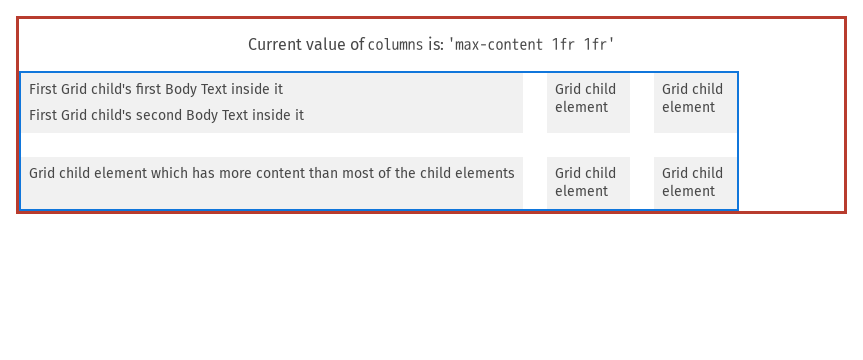 Current value of columns is: 'max-content 1fr 1fr'
First Grid child's first Body Text inside it
First Grid child's second Body Text inside it
Grid child
element
Grid child
element
Grid child element which has more content than most of the child elements
Grid child
element
Grid child
element